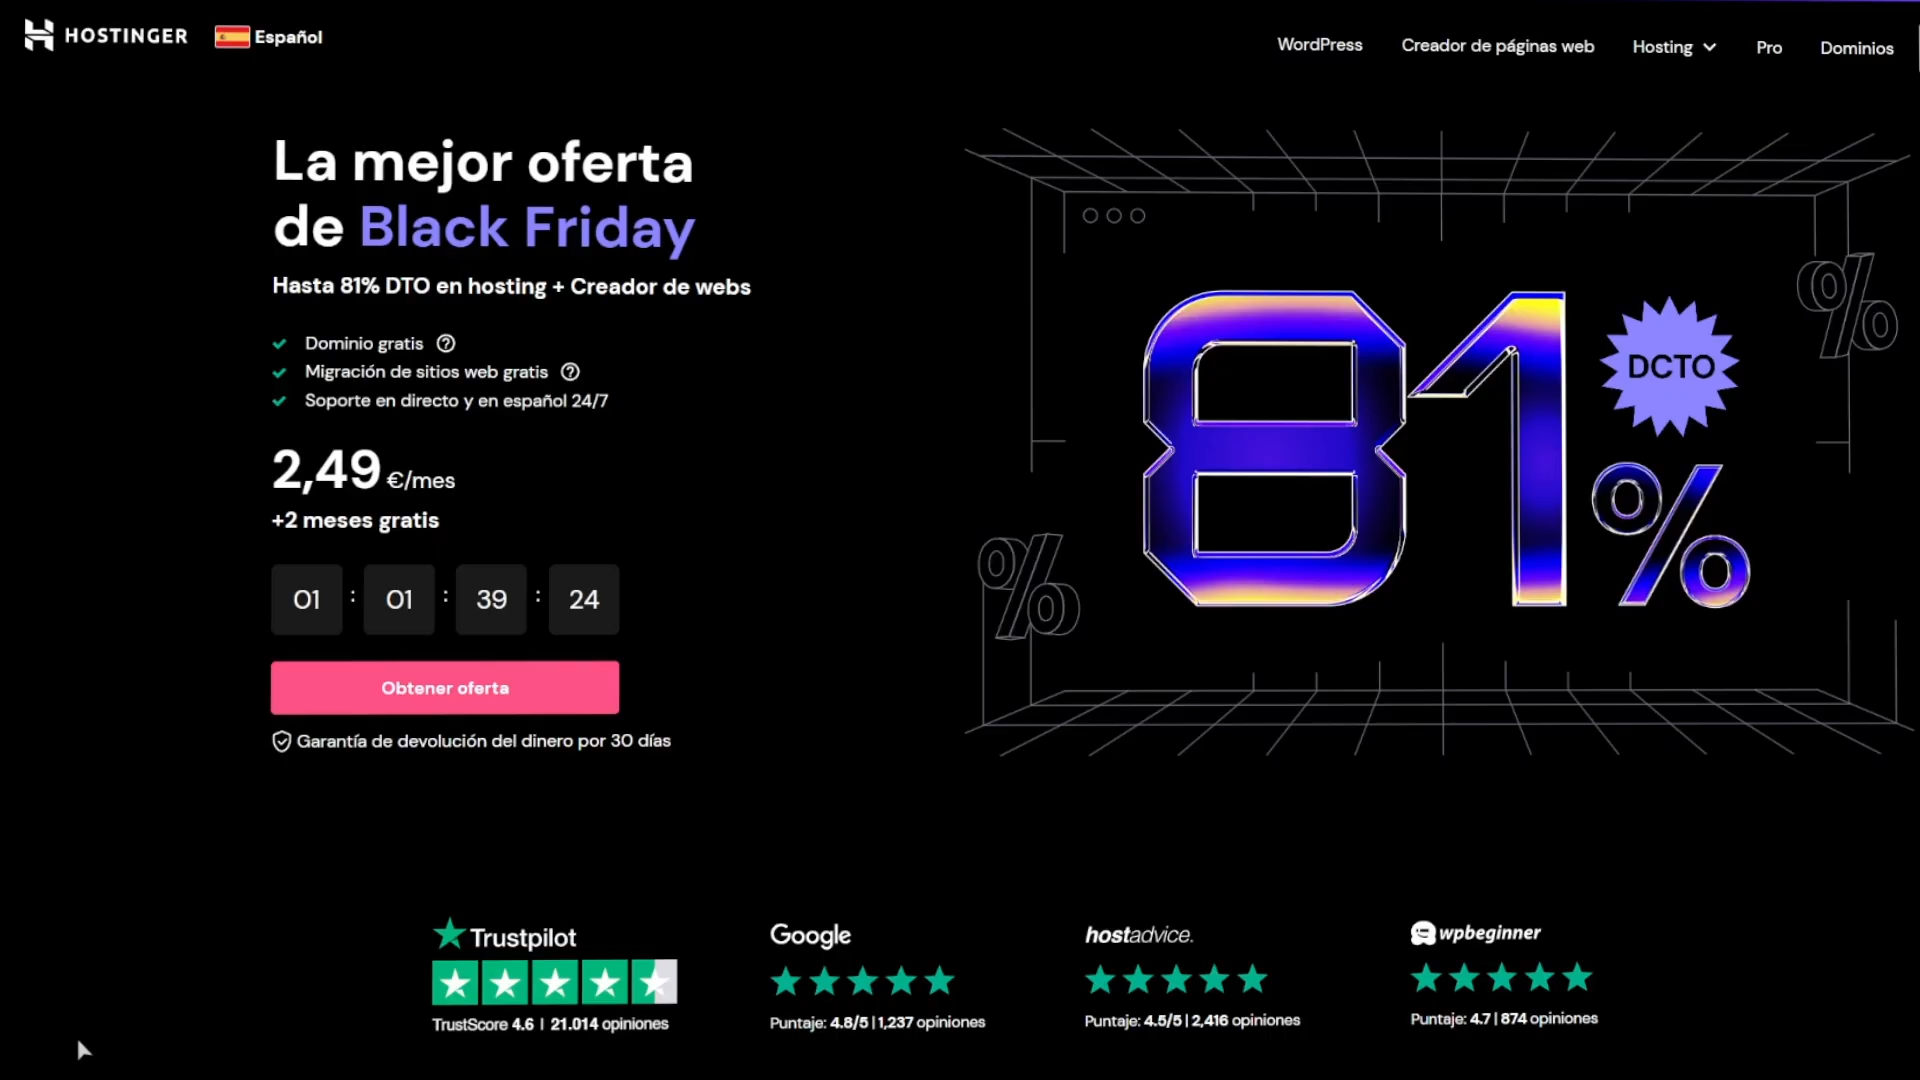 HOSTINGER
Español
WordPress
Creador de páginas web
Hosting
Pro
Dominios
La mejor oferta
de Black Friday
Hasta 81% DTO en hosting + Creador de webs
Dominio gratis
Migración de sitios web gratis
Soporte en directo y en español 24/7
2,49 €/mes
+2 meses gratis
01 : 01 : 39 : 24
Obtener oferta
Garantía de devolución del dinero por 30 días
81%
DCTO
%
%
Trustpilot
TrustScore 4.6 | 21.014 opiniones
Google
Puntaje: 4.8/5 | 1,237 opiniones
hostadvice.
Puntaje: 4.5/5 | 2,416 opiniones
wpbeginner
Puntaje: 4.7 | 874 opiniones